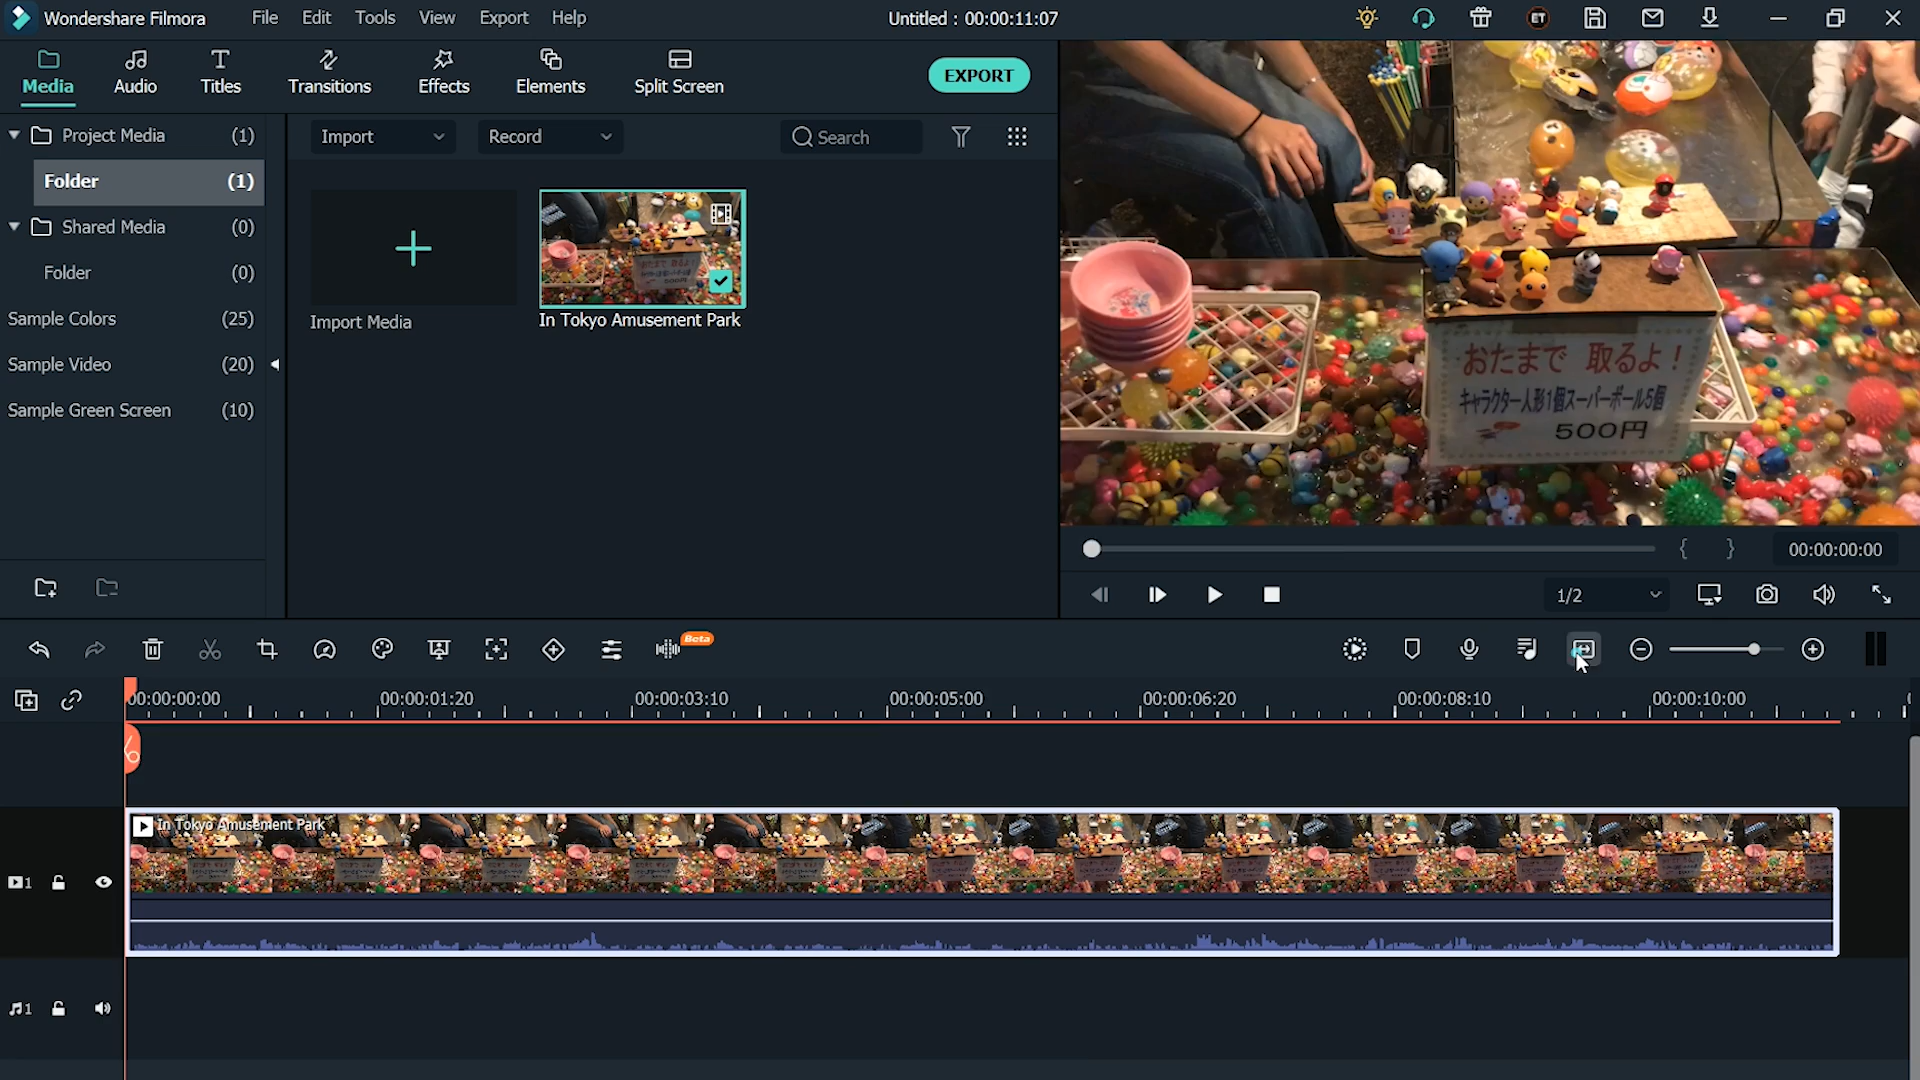 Wondershare Filmora
File Edit Tools View Export Help
Untitled : 00:00:11:07
ET
Media Audio Titles Transitions Effects Elements Split Screen
EXPORT
Project Media (1)
Folder (1)
Shared Media (0)
Folder (0)
Sample Colors (25)
Sample Video (20)
Sample Green Screen (10)
Import
Record
Search
Import Media
In Tokyo Amusement Park
おたまで 取るよ!
キャラクター人形1個スーパーボール5個
500円
{ } 00:00:00:00
1/2
Beta
00:00:00:00 00:00:01:20 00:00:03:10 00:00:05:00 00:00:06:20 00:00:08:10 00:00:10:00
In Tokyo Amusement Park
1
1